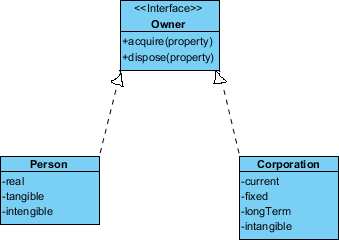 <<Interface>>
Owner
+acquire(property)
+dispose(property)
Person
-real
-tangible
-intengible
Corporation
-current
-fixed
-longTerm
-intangible